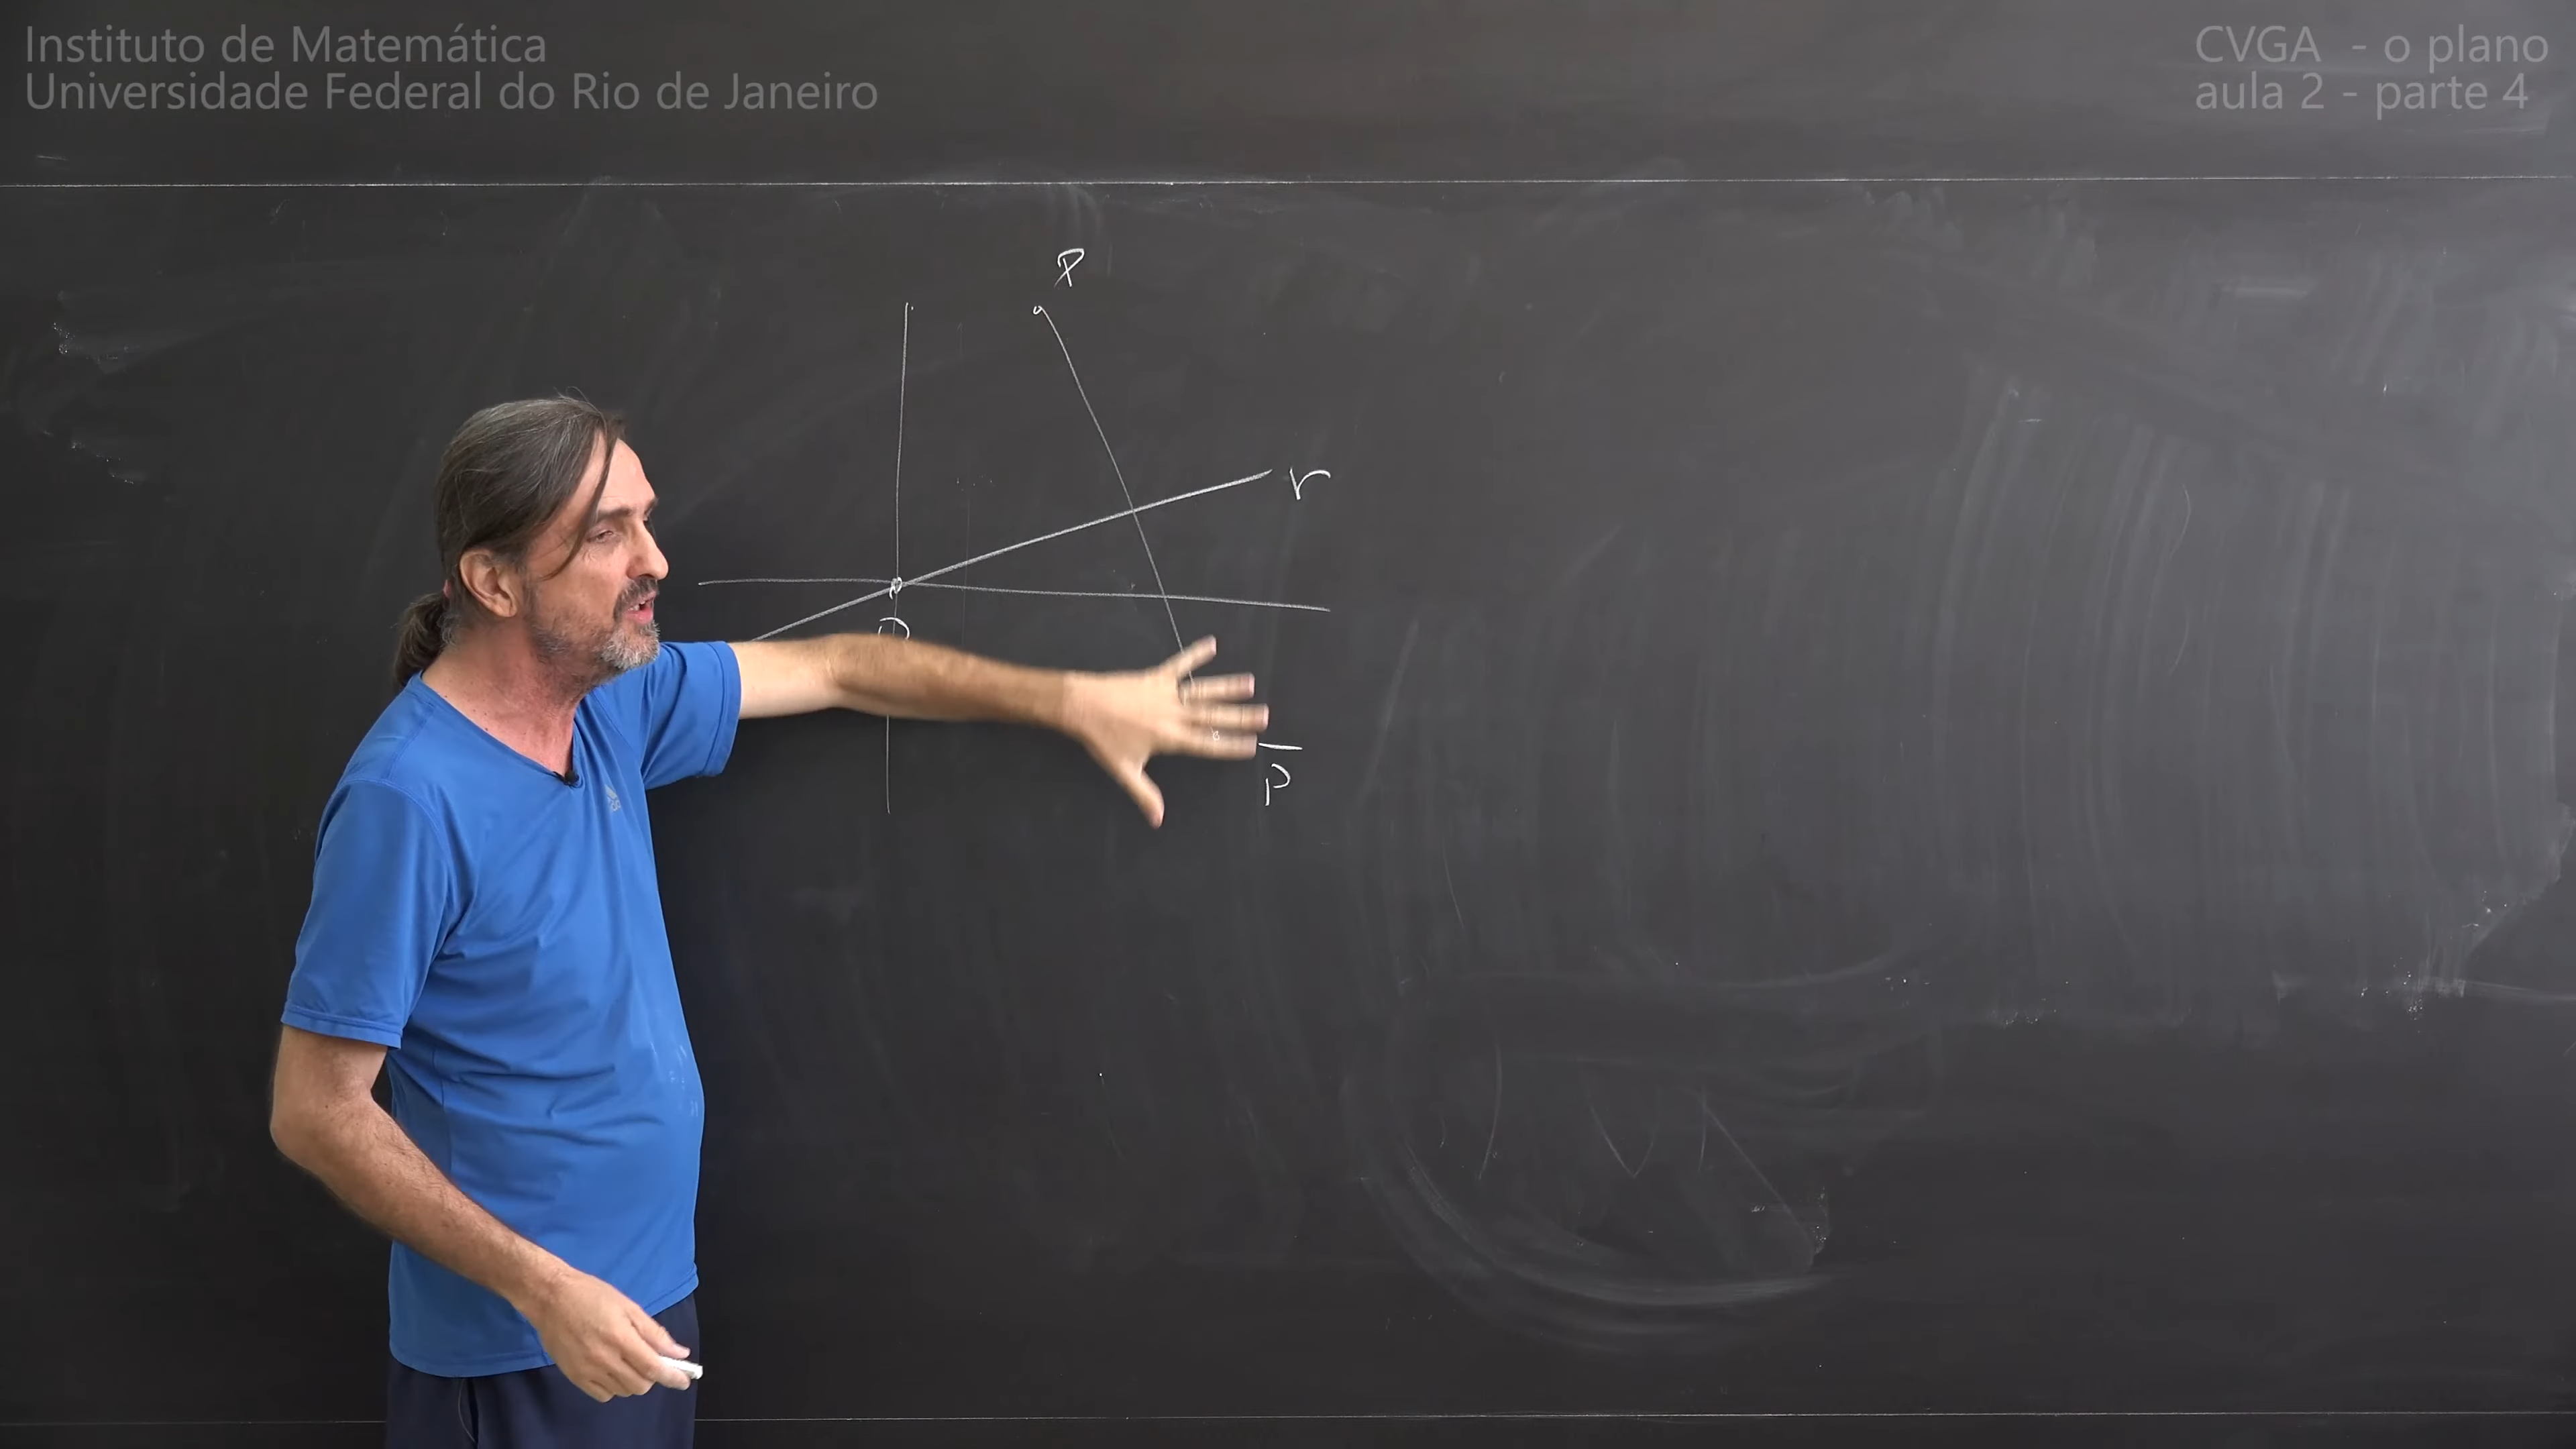 Instituto de Matemática
Universidade Federal do Rio de Janeiro
CVGA - o plano
aula 2 - parte 4
P
r
P̅